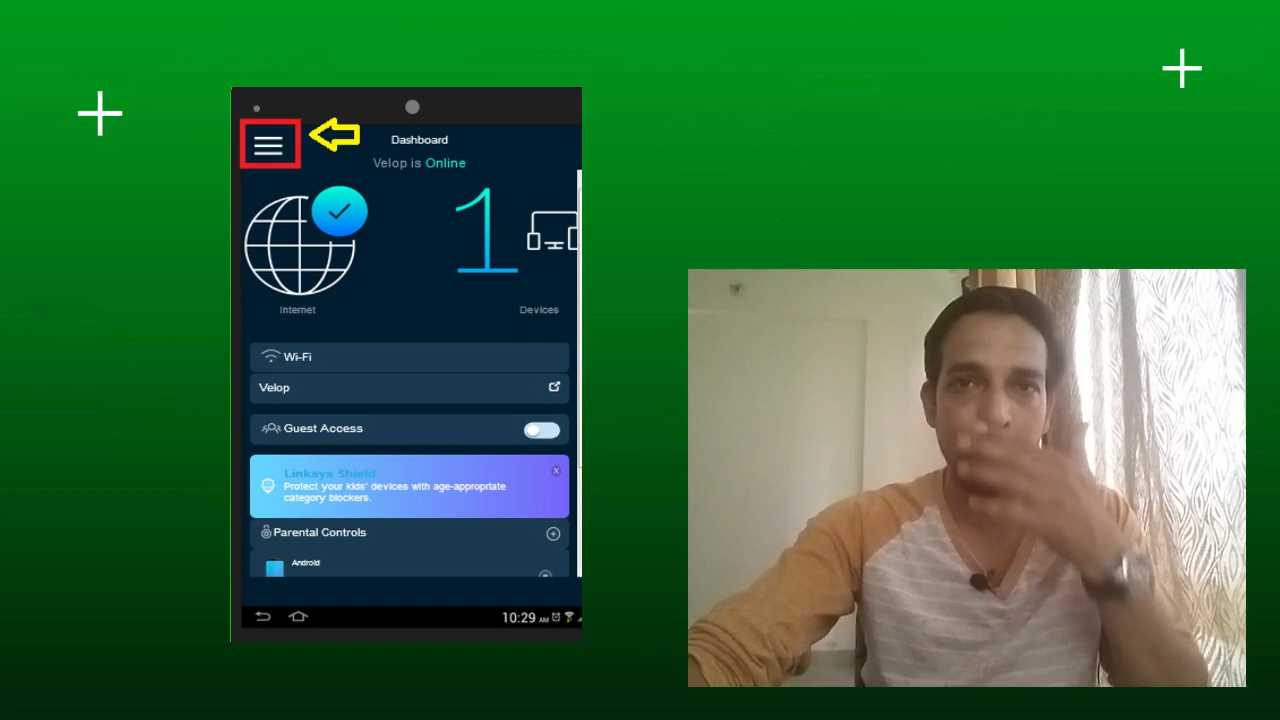 Dashboard
Velop is Online
1
Internet
Devices
Wi-Fi
Velop
Guest Access
Linksys Shield
Protect your kids' devices with age-appropriate
category blockers.
Parental Controls
Android
10:29 AM